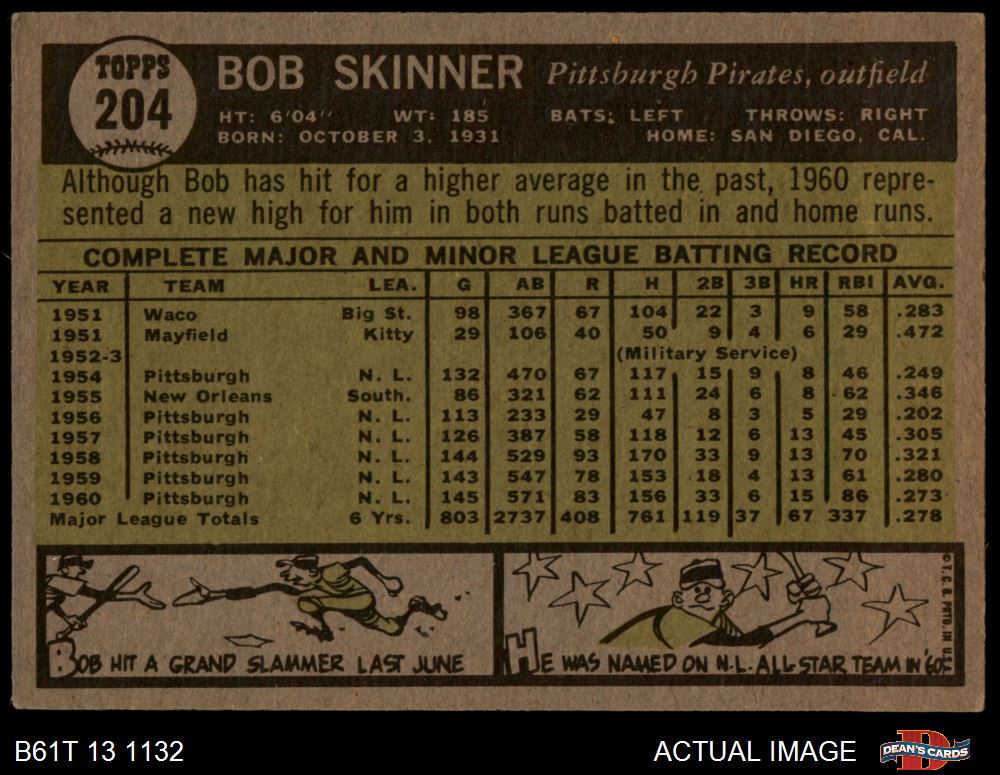 TOPPS
204
BOB SKINNER Pittsburgh Pirates, outfield
HT: 6'04" WT: 185 BATS: LEFT THROWS: RIGHT
BORN: OCTOBER 3, 1931 HOME: SAN DIEGO, CAL.
Although Bob has hit for a higher average in the past, 1960 repre-
sented a new high for him in both runs batted in and home runs.
COMPLETE MAJOR AND MINOR LEAGUE BATTING RECORD
YEAR TEAM LEA. G AB R H 2B 3B HR RBI AVG.
1951 Waco Big St. 98 367 67 104 22 3 9 58 .283
1951 Mayfield Kitty 29 106 40 50 9 4 6 29 .472
1952-3 (Military Service)
1954 Pittsburgh N. L. 132 470 67 117 15 9 8 46 .249
1955 New Orleans South. 86 321 62 111 24 6 8 62 .346
1956 Pittsburgh N. L. 113 233 29 47 8 3 5 29 .202
1957 Pittsburgh N. L. 126 387 58 118 12 6 13 45 .305
1958 Pittsburgh N. L. 144 529 93 170 33 9 13 70 .321
1959 Pittsburgh N. L. 143 547 78 153 18 4 13 61 .280
1960 Pittsburgh N. L. 145 571 83 156 33 6 15 86 .273
Major League Totals 6 Yrs. 803 2737 408 761 119 37 67 337 .278
BOB HIT A GRAND SLAMMER LAST JUNE
HE WAS NAMED ON N.L. ALL-STAR TEAM IN '60.
© T.C.G. PRTD. IN U.S.
B61T 13 1132 ACTUAL IMAGE DEAN'S CARDS